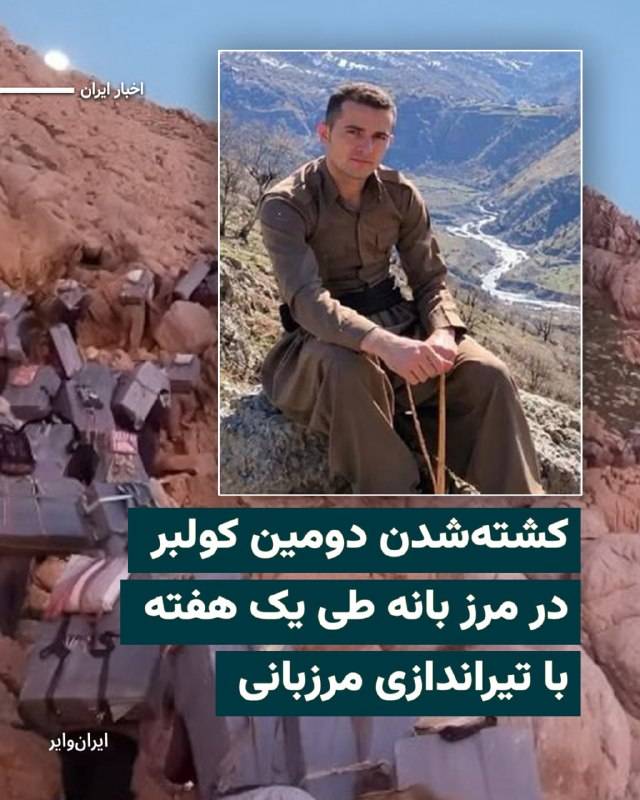 اخبار ایران
کشته‌شدن دومین کولبر
در مرز بانه طی یک هفته
با تیراندازی مرزبانی
ایران‌وایر